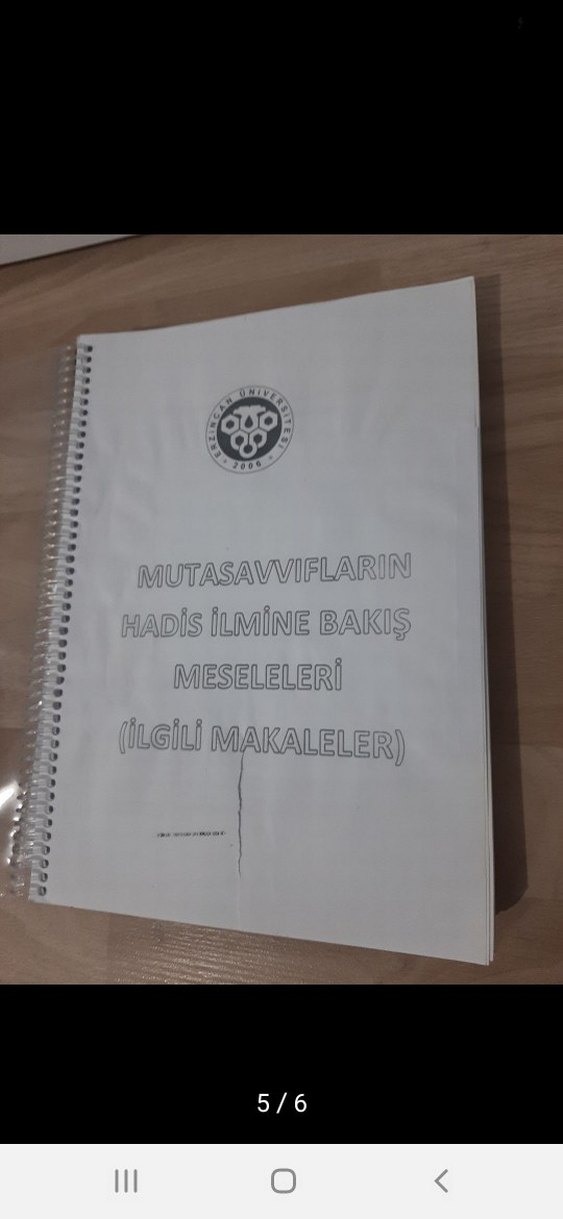 ERZİNCAN ÜNİVERSİTESİ
2006
MUTASAVVIFLARIN
HADİS İLMİNE BAKIŞ
MESELELERİ
(İLGİLİ MAKALELER)
5 / 6